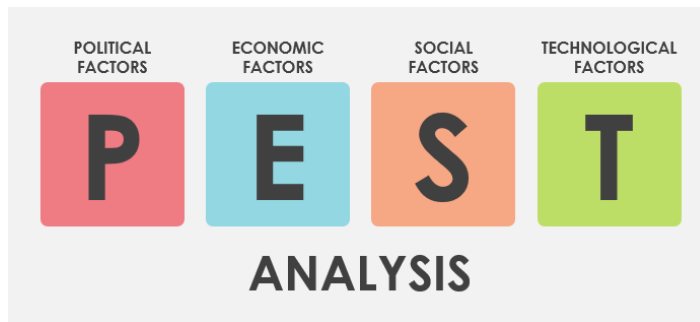 POLITICAL
FACTORS
ECONOMIC
FACTORS
SOCIAL
FACTORS
TECHNOLOGICAL
FACTORS
P E S T
ANALYSIS